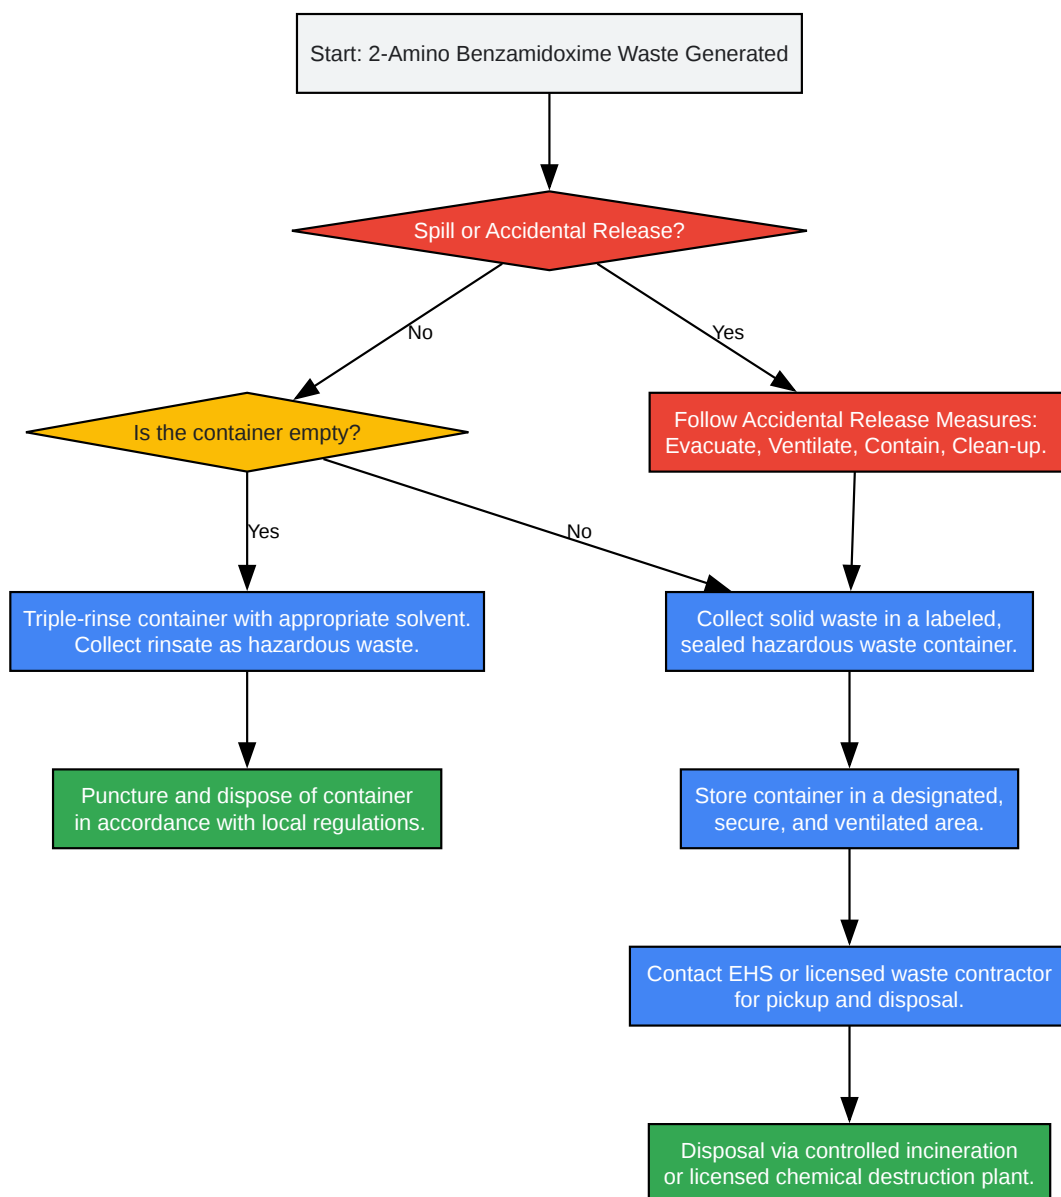 Start: 2-Amino Benzamidoxime Waste Generated
Spill or Accidental Release?
No
Yes
Is the container empty?
Follow Accidental Release Measures:
Evacuate, Ventilate, Contain, Clean-up.
Yes
No
Triple-rinse container with appropriate solvent.
Collect rinsate as hazardous waste.
Collect solid waste in a labeled,
sealed hazardous waste container.
Puncture and dispose of container
in accordance with local regulations.
Store container in a designated,
secure, and ventilated area.
Contact EHS or licensed waste contractor
for pickup and disposal.
Disposal via controlled incineration
or licensed chemical destruction plant.